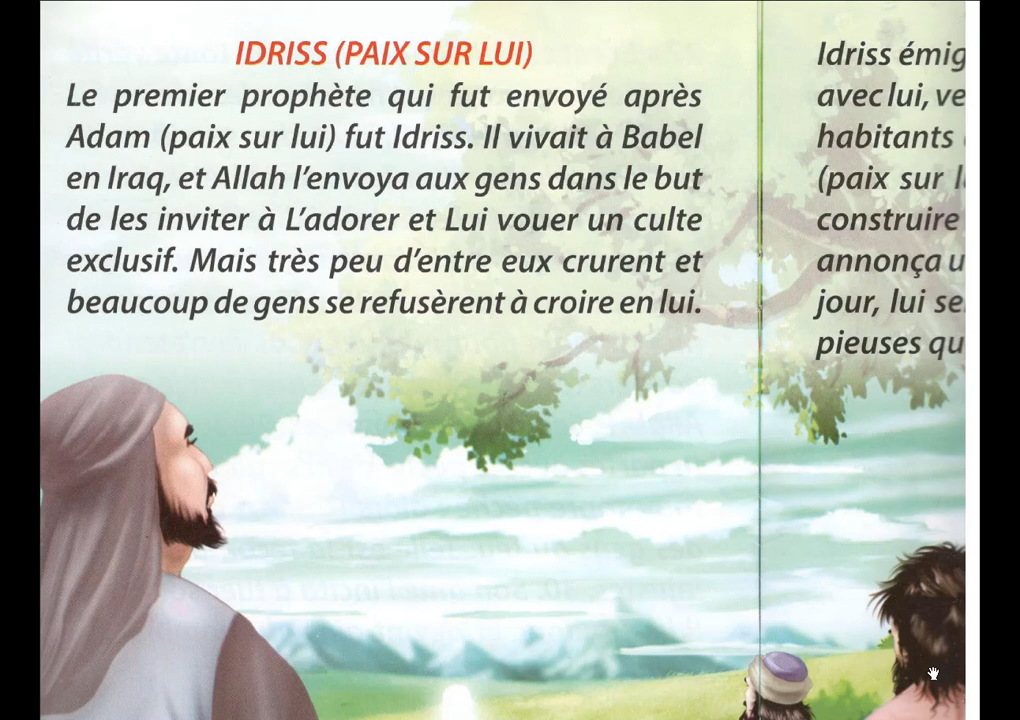 IDRISS (PAIX SUR LUI)
Le premier prophète qui fut envoyé après
Adam (paix sur lui) fut Idriss. Il vivait à Babel
en Iraq, et Allah l'envoya aux gens dans le but
de les inviter à L'adorer et Lui vouer un culte
exclusif. Mais très peu d'entre eux crurent et
beaucoup de gens se refusèrent à croire en lui.
Idriss émig
avec lui, ve
habitants
(paix sur l
construire
annonça u
jour, lui se
pieuses qu